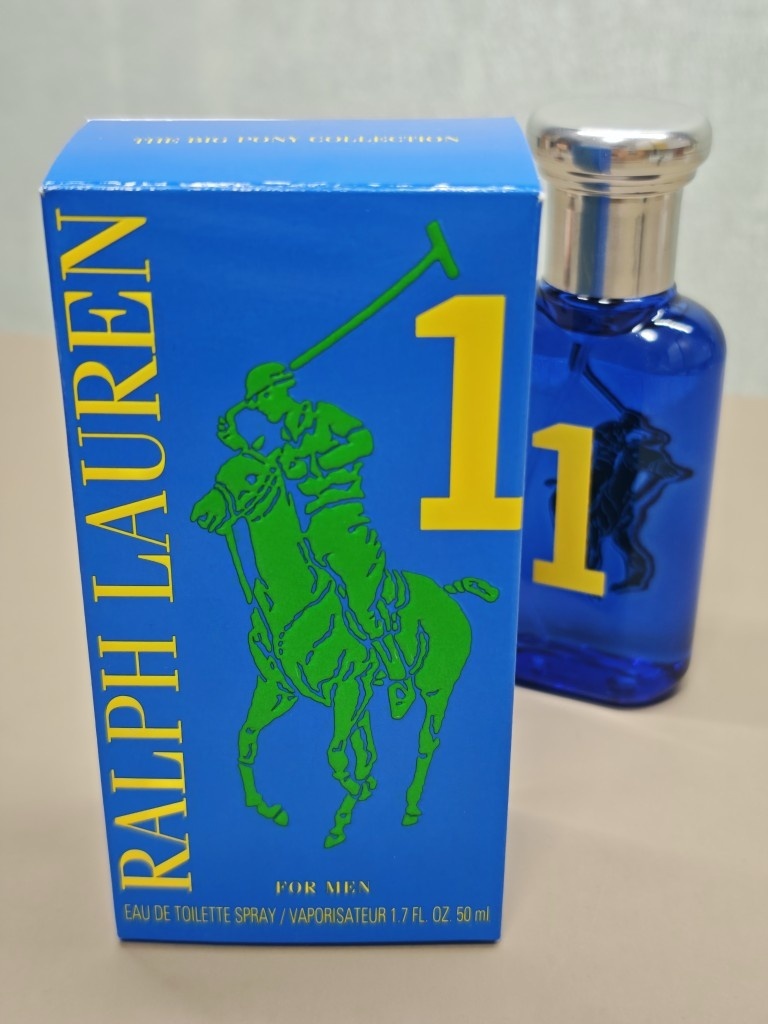 THE BIG PONY COLLECTION
RALPH LAUREN
1
FOR MEN
EAU DE TOILETTE SPRAY / VAPORISATEUR 1.7 FL. OZ. 50 ml
1